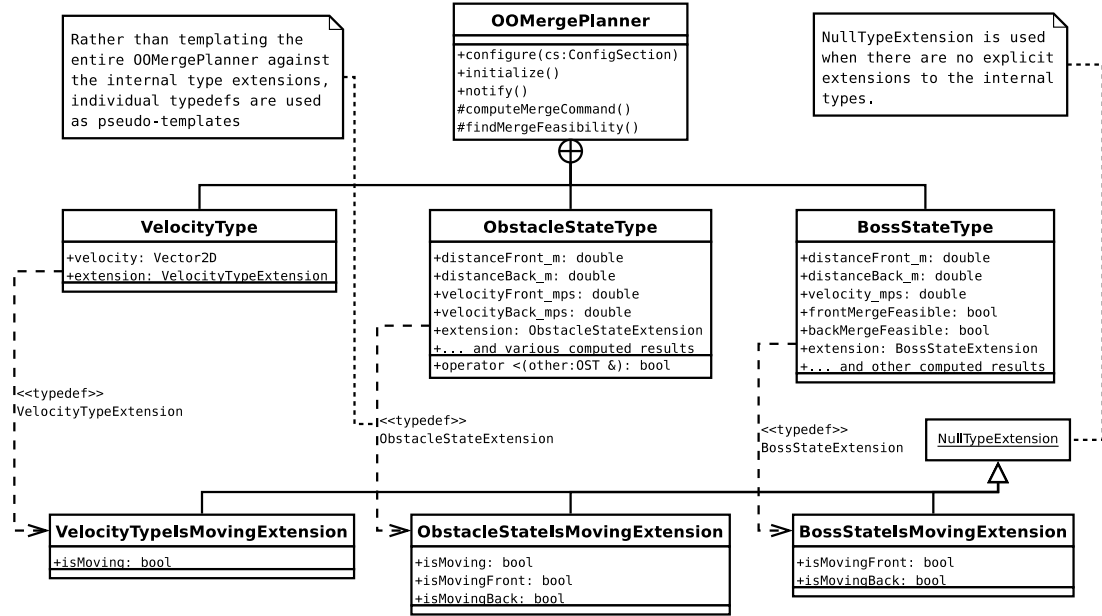 Rather than templating the
entire OOMergePlanner against
the internal type extensions,
individual typedefs are used
as pseudo-templates
OOMergePlanner
+configure(cs:ConfigSection)
+initialize()
+notify()
#computeMergeCommand()
#findMergeFeasibility()
NullTypeExtension is used
when there are no explicit
extensions to the internal
types.
VelocityType
+velocity: Vector2D
+extension: VelocityTypeExtension
ObstacleStateType
+distanceFront_m: double
+distanceBack_m: double
+velocityFront_mps: double
+velocityBack_mps: double
+extension: ObstacleStateExtension
+... and various computed results
+operator <(other:OST &): bool
BossStateType
+distanceFront_m: double
+distanceBack_m: double
+velocity_mps: double
+frontMergeFeasible: bool
+backMergeFeasible: bool
+extension: BossStateExtension
+... and other computed results
<<typedef>>
VelocityTypeExtension
<<typedef>>
ObstacleStateExtension
<<typedef>>
BossStateExtension
NullTypeExtension
VelocityTypeIsMovingExtension
+isMoving: bool
ObstacleStateIsMovingExtension
+isMoving: bool
+isMovingFront: bool
+isMovingBack: bool
BossStateIsMovingExtension
+isMovingFront: bool
+isMovingBack: bool